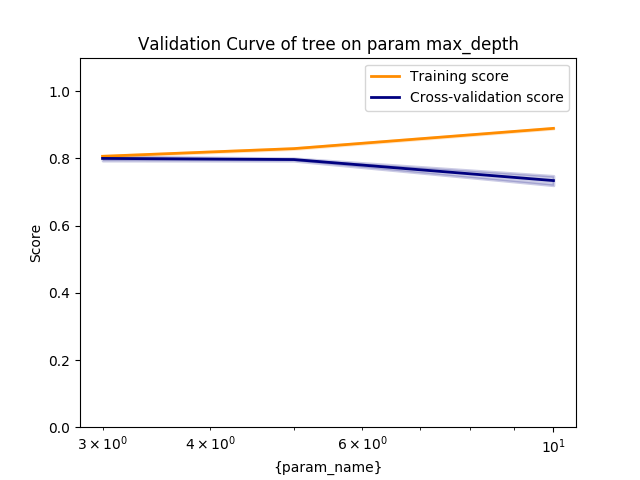 Validation Curve of tree on param max_depth
Training score
Cross-validation score
1.0
0.8
0.6
0.4
0.2
0.0
Score
3 × 10⁰
4 × 10⁰
6 × 10⁰
10¹
{param_name}